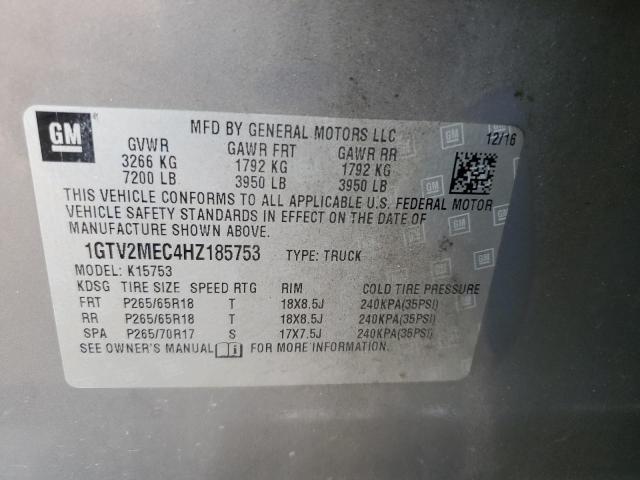 GM
MFD BY GENERAL MOTORS LLC
12/16
GVWR GAWR FRT GAWR RR
3266 KG 1792 KG 1792 KG
7200 LB 3950 LB 3950 LB
THIS VEHICLE CONFORMS TO ALL APPLICABLE U.S. FEDERAL MOTOR
VEHICLE SAFETY STANDARDS IN EFFECT ON THE DATE OF
MANUFACTURE SHOWN ABOVE.
1GTV2MEC4HZ185753 TYPE: TRUCK
MODEL: K15753
KDSG TIRE SIZE SPEED RTG RIM COLD TIRE PRESSURE
FRT P265/65R18 T 18X8.5J 240KPA(35PSI)
RR P265/65R18 T 18X8.5J 240KPA(35PSI)
SPA P265/70R17 S 17X7.5J 240KPA(35PSI)
SEE OWNER'S MANUAL FOR MORE INFORMATION.